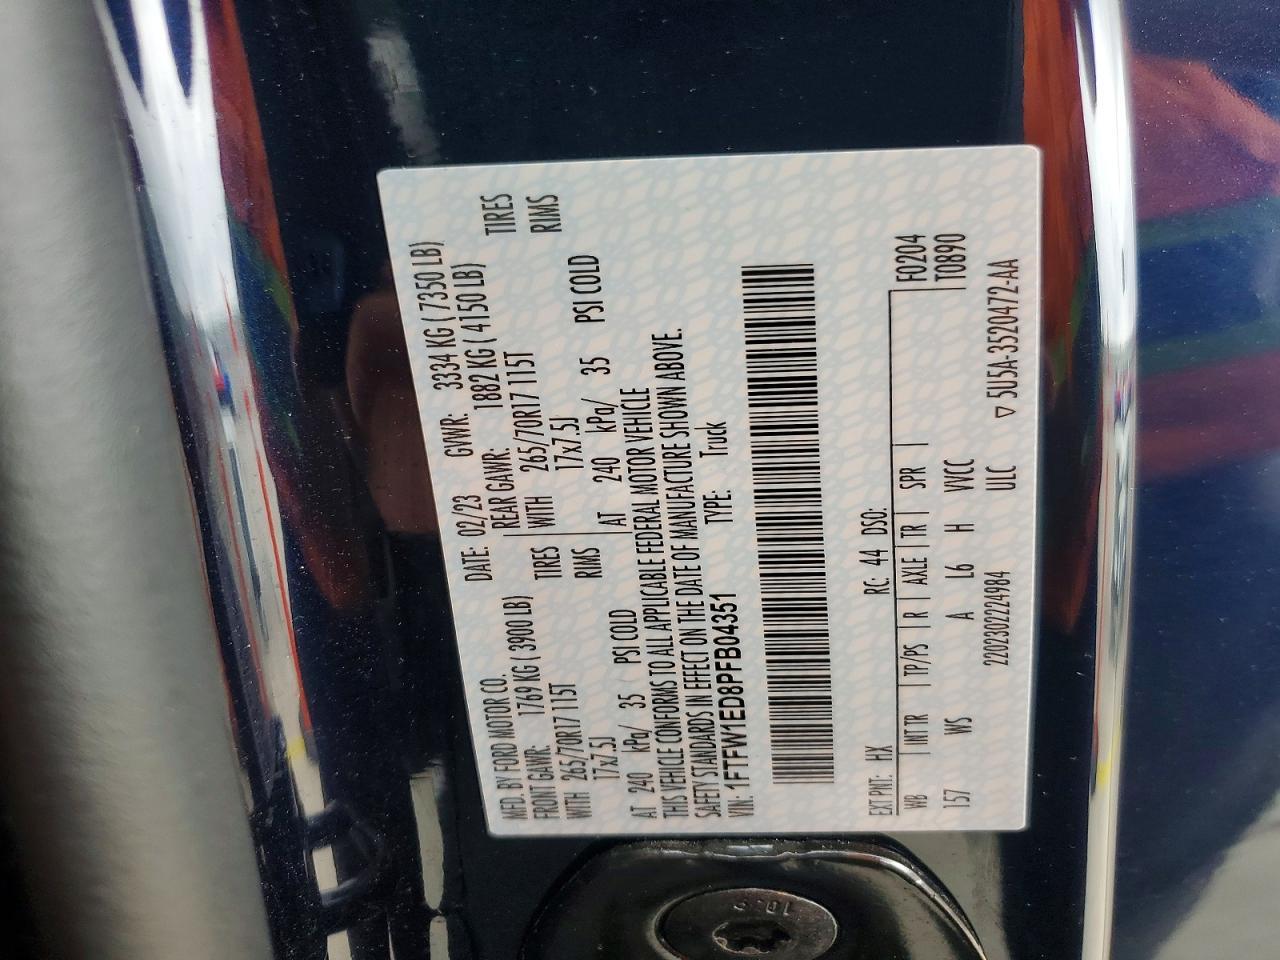 MFD. BY FORD MOTOR CO.
DATE: 02/23 GVWR: 3334 KG ( 7350 LB)
FRONT GAWR: 1769 KG ( 3900 LB) REAR GAWR: 1882 KG ( 4150 LB)
WITH 265/70R17 115T TIRES WITH 265/70R17 115T TIRES
17x7.5J RIMS 17x7.5J RIMS
AT 240 kPa/ 35 PSI COLD AT 240 kPa/ 35 PSI COLD
THIS VEHICLE CONFORMS TO ALL APPLICABLE FEDERAL MOTOR VEHICLE
SAFETY STANDARDS IN EFFECT ON THE DATE OF MANUFACTURE SHOWN ABOVE.
VIN: 1FTFW1ED8PFB04351 TYPE: Truck
EXT PNT: HX RC: 44 DSO: F0204
WB INT TR TP/PS R AXLE TR SPR T0890
157 WS A L6 H VVCC
2202302224984 ULC ▽ 5U5A-3520472-AA
10.9